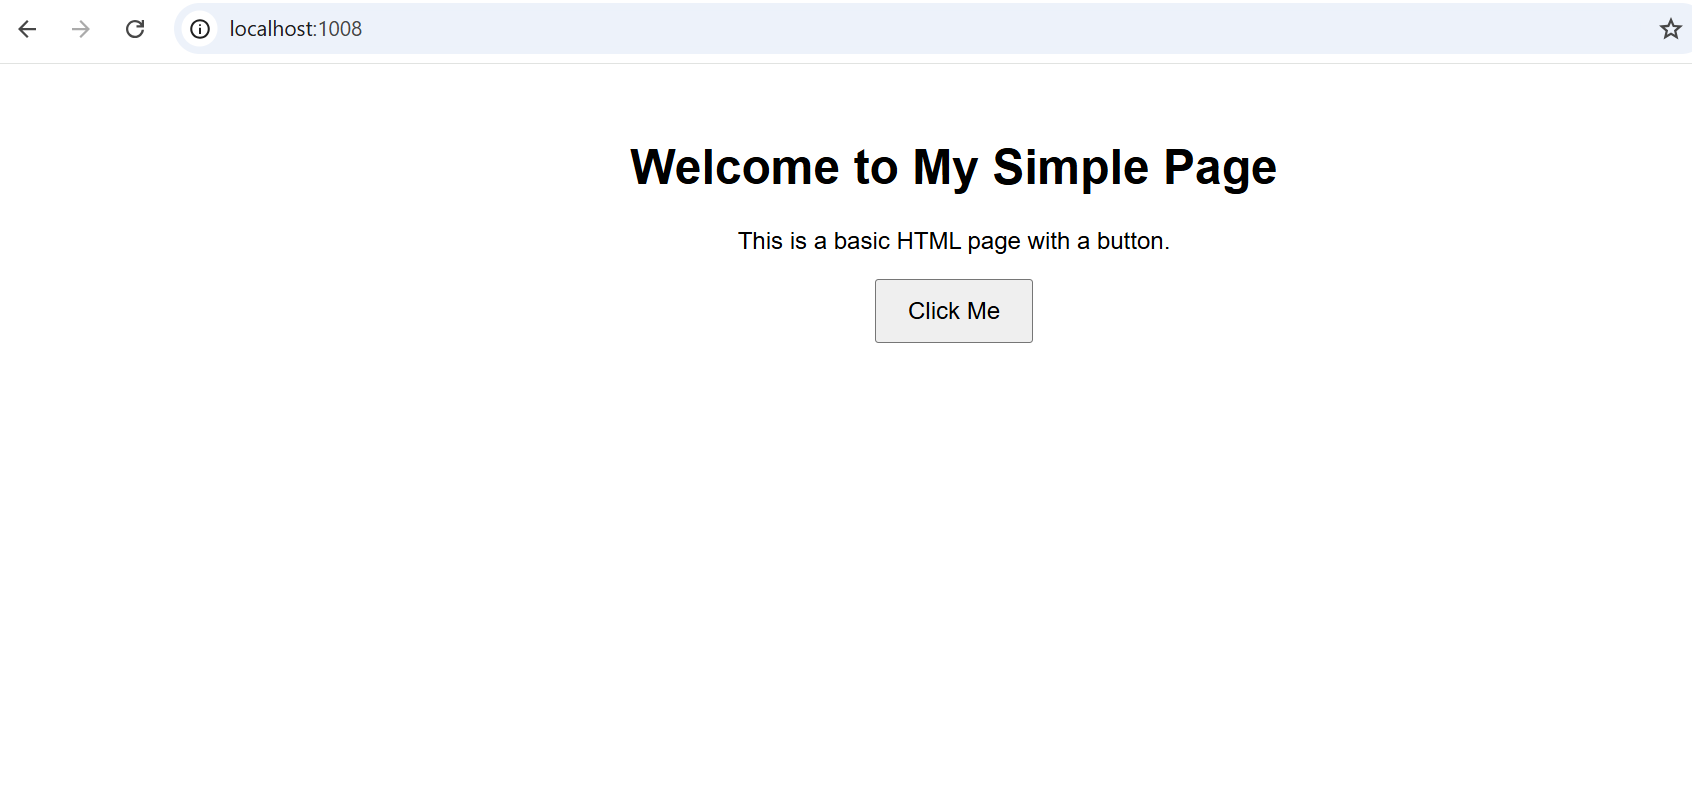 localhost:1008
Welcome to My Simple Page
This is a basic HTML page with a button.
Click Me